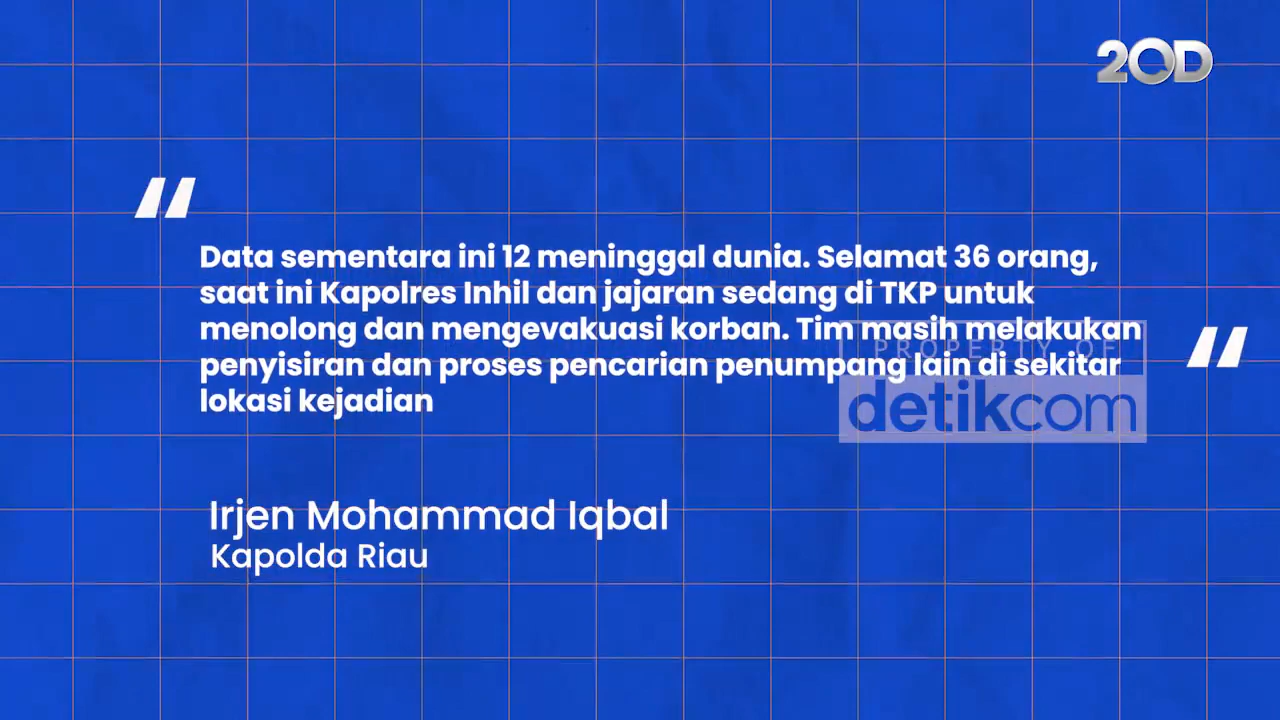 20D
“
Data sementara ini 12 meninggal dunia. Selamat 36 orang,
saat ini Kapolres Inhil dan jajaran sedang di TKP untuk
menolong dan mengevakuasi korban. Tim masih melakukan
penyisiran dan proses pencarian penumpang lain di sekitar
lokasi kejadian
“
PROPERTY OF
detikcom
Irjen Mohammad Iqbal
Kapolda Riau